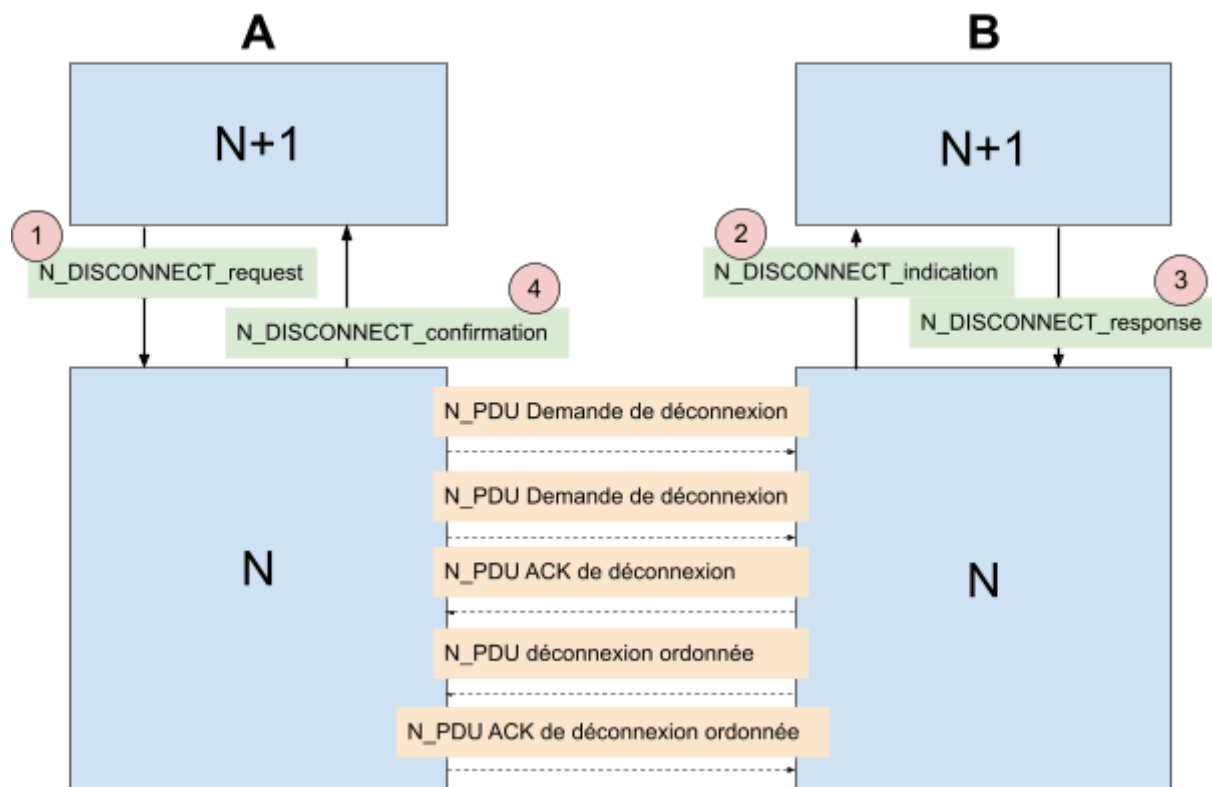 A
B
N+1
N+1
1
N_DISCONNECT_request
2
N_DISCONNECT_indication
4
N_DISCONNECT_confirmation
3
N_DISCONNECT_response
N_PDU Demande de déconnexion
N_PDU Demande de déconnexion
N
N_PDU ACK de déconnexion
N
N_PDU déconnexion ordonnée
N_PDU ACK de déconnexion ordonnée